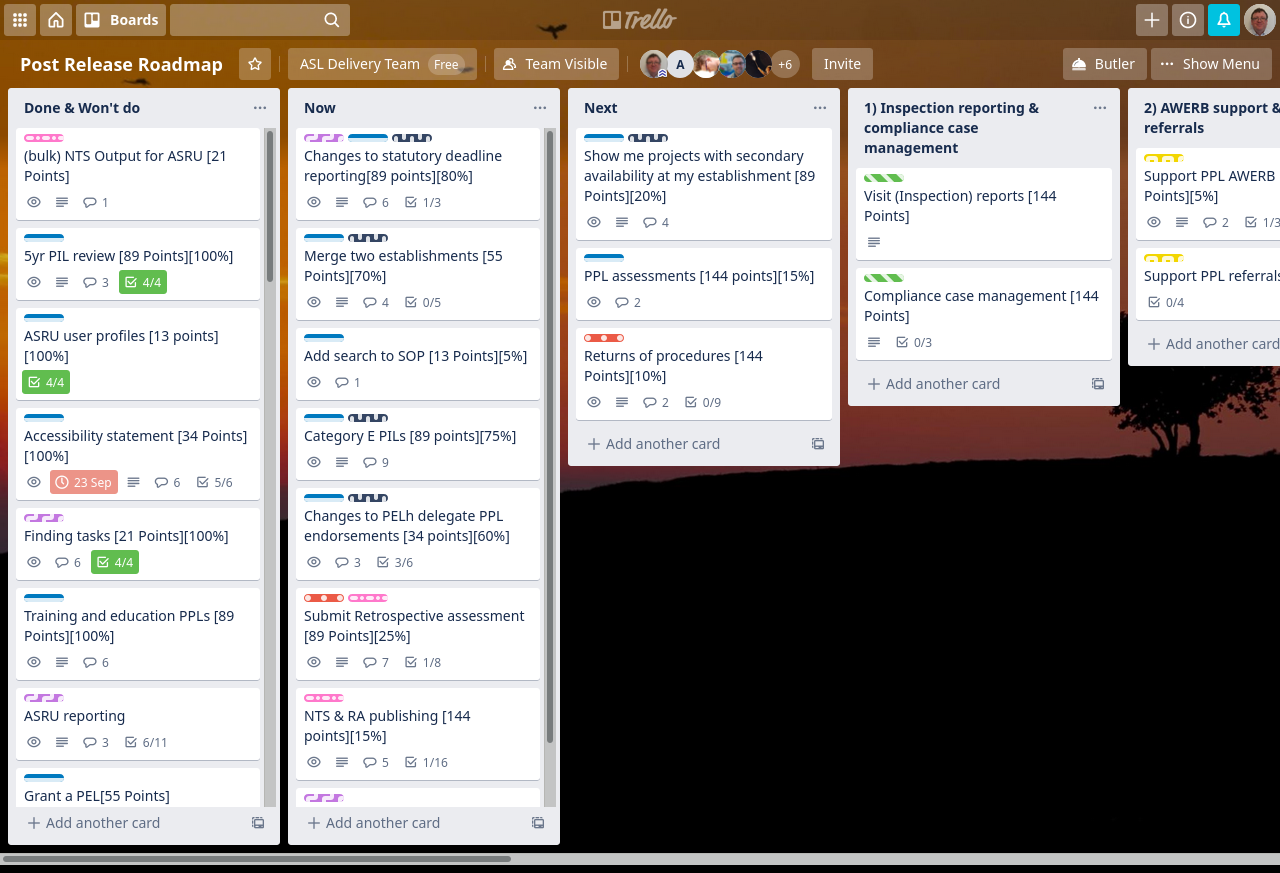 Boards
Trello
Post Release Roadmap
ASL Delivery Team Free
Team Visible
A
+6
Invite
Butler
Show Menu
Done & Won't do
(bulk) NTS Output for ASRU [21
Points]
1
5yr PIL review [89 Points][100%]
3 4/4
ASRU user profiles [13 points]
[100%]
4/4
Accessibility statement [34 Points]
[100%]
23 Sep 6 5/6
Finding tasks [21 Points][100%]
6 4/4
Training and education PPLs [89
Points][100%]
6
ASRU reporting
3 6/11
Grant a PEL[55 Points]
Add another card
Now
Changes to statutory deadline
reporting[89 points][80%]
6 1/3
Merge two establishments [55
Points][70%]
4 0/5
Add search to SOP [13 Points][5%]
1
Category E PILs [89 points][75%]
9
Changes to PELh delegate PPL
endorsements [34 points][60%]
3 3/6
Submit Retrospective assessment
[89 Points][25%]
7 1/8
NTS & RA publishing [144
points][15%]
5 1/16
Add another card
Next
Show me projects with secondary
availability at my establishment [89
Points][20%]
4
PPL assessments [144 points][15%]
2
Returns of procedures [144
Points][10%]
2 0/9
Add another card
1) Inspection reporting &
compliance case
management
Visit (Inspection) reports [144
Points]
Compliance case management [144
Points]
0/3
Add another card
2) AWERB support &
referrals
Support PPL AWERB
Points][5%]
2 1/3
Support PPL referrals
0/4
Add another card